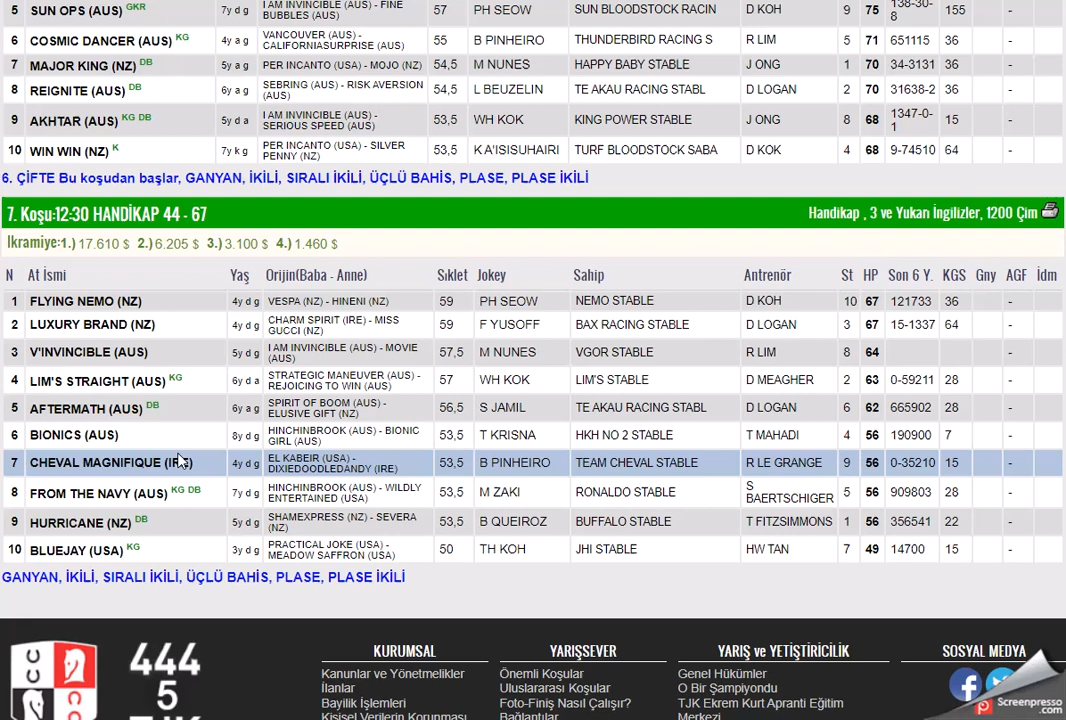 5 SUN OPS (AUS) GKR 7y d g I AM INVINCIBLE (AUS) - FINE BUBBLES (AUS) 57 PH SEOW SUN BLOODSTOCK RACIN D KOH 9 75 138-30-8 155 -
6 COSMIC DANCER (AUS) KG 4y a g VANCOUVER (AUS) - CALIFORNIASURPRISE (AUS) 55 B PINHEIRO THUNDERBIRD RACING S R LIM 5 71 651115 36 -
7 MAJOR KING (NZ) DB 5y a g PER INCANTO (USA) - MOJO (NZ) 54,5 M NUNES HAPPY BABY STABLE J ONG 1 70 34-3131 36 -
8 REIGNITE (AUS) DB 6y a g SEBRING (AUS) - RISK AVERSION (AUS) 54,5 L BEUZELIN TE AKAU RACING STABL D LOGAN 2 70 31638-2 36 -
9 AKHTAR (AUS) KG DB 5y d a I AM INVINCIBLE (AUS) - SERIOUS SPEED (AUS) 53,5 WH KOK KING POWER STABLE J ONG 8 68 1347-0-1 15 -
10 WIN WIN (NZ) K 7y k g PER INCANTO (USA) - SILVER PENNY (NZ) 53,5 K A'ISISUHAIRI TURF BLOODSTOCK SABA D KOK 4 68 9-74510 64 -
6. ÇİFTE Bu koşudan başlar, GANYAN, İKİLİ, SIRALI İKİLİ, ÜÇLÜ BAHİS, PLASE, PLASE İKİLİ
7. Koşu:12:30 HANDİKAP 44 - 67 Handikap , 3 ve Yukarı İngilizler, 1200 Çim
İkramiye:1.) 17.610 $ 2.) 6.205 $ 3.) 3.100 $ 4.) 1.460 $
N At İsmi Yaş Orijin(Baba - Anne) Sıklet Jokey Sahip Antrenör St HP Son 6 Y. KGS Gny AGF İdm
1 FLYING NEMO (NZ) 4y d g VESPA (NZ) - HINENI (NZ) 59 PH SEOW NEMO STABLE D KOH 10 67 121733 36 -
2 LUXURY BRAND (NZ) 4y d g CHARM SPIRIT (IRE) - MISS GUCCI (NZ) 59 F YUSOFF BAX RACING STABLE D LOGAN 3 67 15-1337 64 -
3 V'INVINCIBLE (AUS) 5y d g I AM INVINCIBLE (AUS) - MOVIE (AUS) 57,5 M NUNES VGOR STABLE R LIM 8 64 -
4 LIM'S STRAIGHT (AUS) KG 6y d a STRATEGIC MANEUVER (AUS) - REJOICING TO WIN (AUS) 57 WH KOK LIM'S STABLE D MEAGHER 2 63 0-59211 28 -
5 AFTERMATH (AUS) DB 6y a g SPIRIT OF BOOM (AUS) - ELUSIVE GIFT (NZ) 56,5 S JAMIL TE AKAU RACING STABL D LOGAN 6 62 665902 28 -
6 BIONICS (AUS) 8y d g HINCHINBROOK (AUS) - BIONIC GIRL (AUS) 53,5 T KRISNA HKH NO 2 STABLE T MAHADI 4 56 190900 7 -
7 CHEVAL MAGNIFIQUE (IRE) 4y d g EL KABEIR (USA) - DIXIEDOODLEDANDY (IRE) 53,5 B PINHEIRO TEAM CHEVAL STABLE R LE GRANGE 9 56 0-35210 15 -
8 FROM THE NAVY (AUS) KG DB 7y d g HINCHINBROOK (AUS) - WILDLY ENTERTAINED (USA) 53,5 M ZAKI RONALDO STABLE S BAERTSCHIGER 5 56 909803 28 -
9 HURRICANE (NZ) DB 5y d g SHAMEXPRESS (NZ) - SEVERA (NZ) 53,5 B QUEIROZ BUFFALO STABLE T FITZSIMMONS 1 56 356541 22 -
10 BLUEJAY (USA) KG 3y d g PRACTICAL JOKE (USA) - MEADOW SAFFRON (USA) 50 TH KOH JHI STABLE HW TAN 7 49 14700 15 -
GANYAN, İKİLİ, SIRALI İKİLİ, ÜÇLÜ BAHİS, PLASE, PLASE İKİLİ
444
5
TJK
KURUMSAL YARIŞSEVER YARIŞ ve YETİŞTİRİCİLİK SOSYAL MEDYA
Kanunlar ve Yönetmelikler Önemli Koşular Genel Hükümler
İlanlar Uluslararası Koşular O Bir Şampiyondu
Bayilik İşlemleri Foto-Finiş Nasıl Çalışır? TJK Ekrem Kurt Apranti Eğitim
Kişisel Verilerin Korunması Bağlantılar Merkezi
Screenpresso
.com